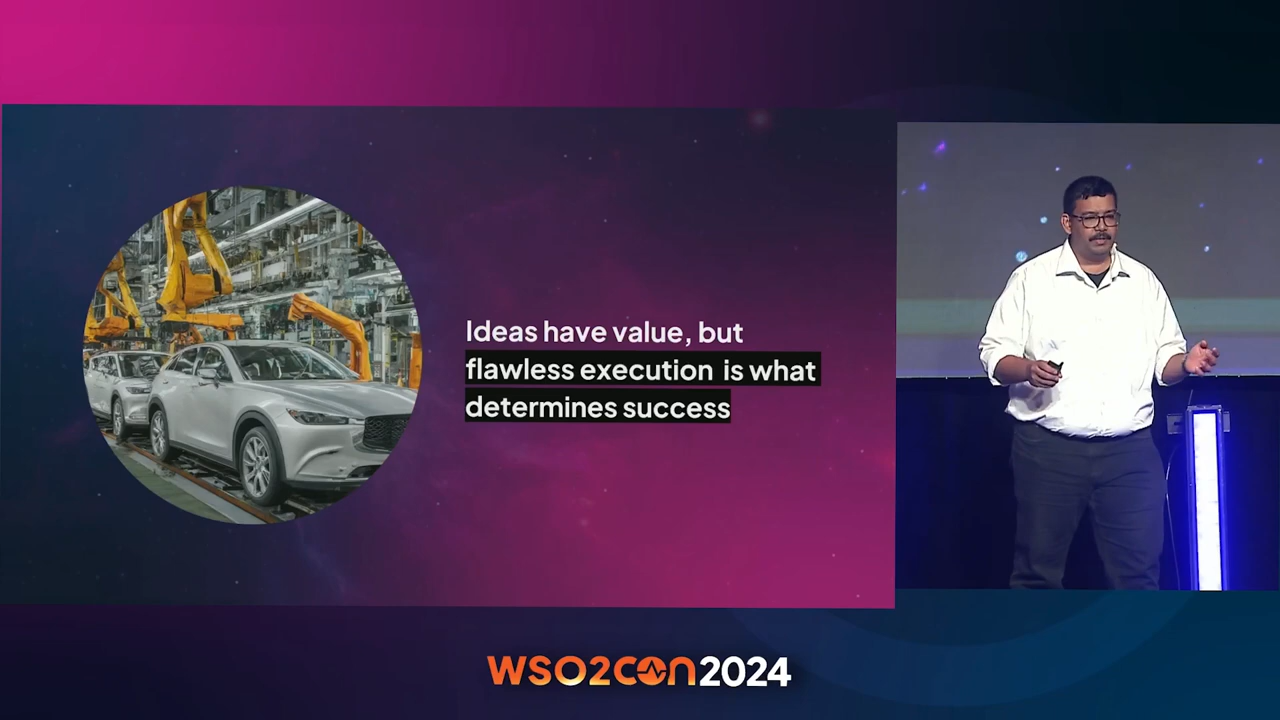 Ideas have value, but
flawless execution is what
determines success
WSO2CON2024